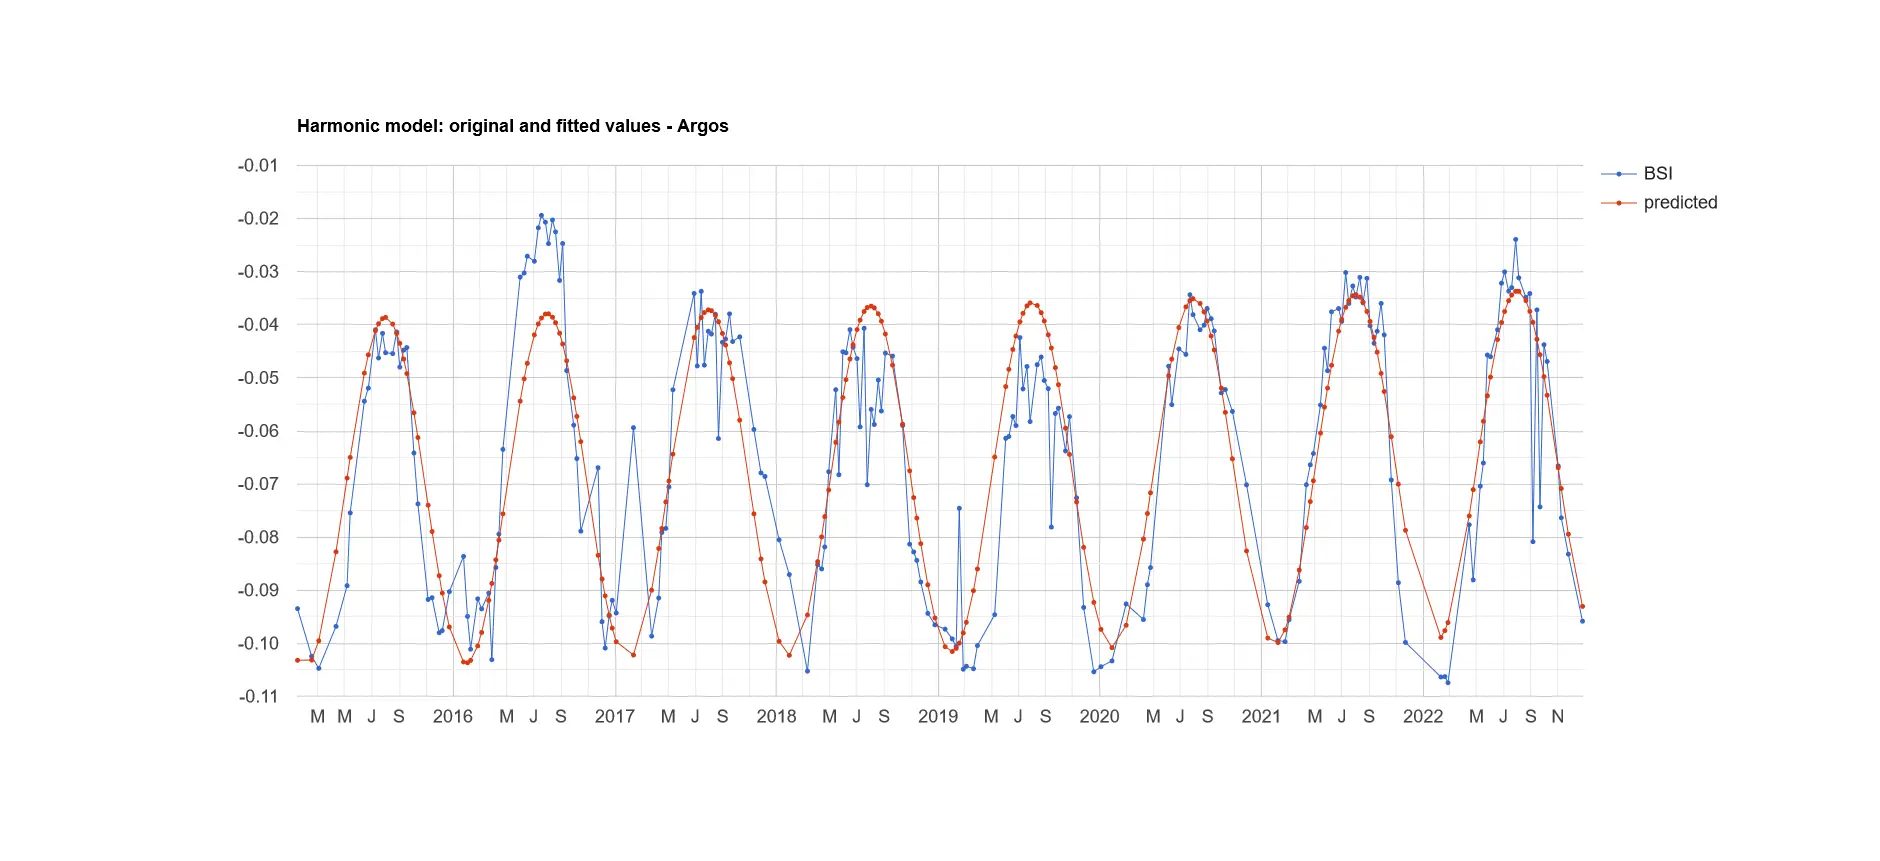 Harmonic model: original and fitted values - Argos
-0.01
-0.02
-0.03
-0.04
-0.05
-0.06
-0.07
-0.08
-0.09
-0.10
-0.11
M M J S 2016 M J S 2017 M J S 2018 M J S 2019 M J S 2020 M J S 2021 M J S 2022 M J S N
BSI
predicted